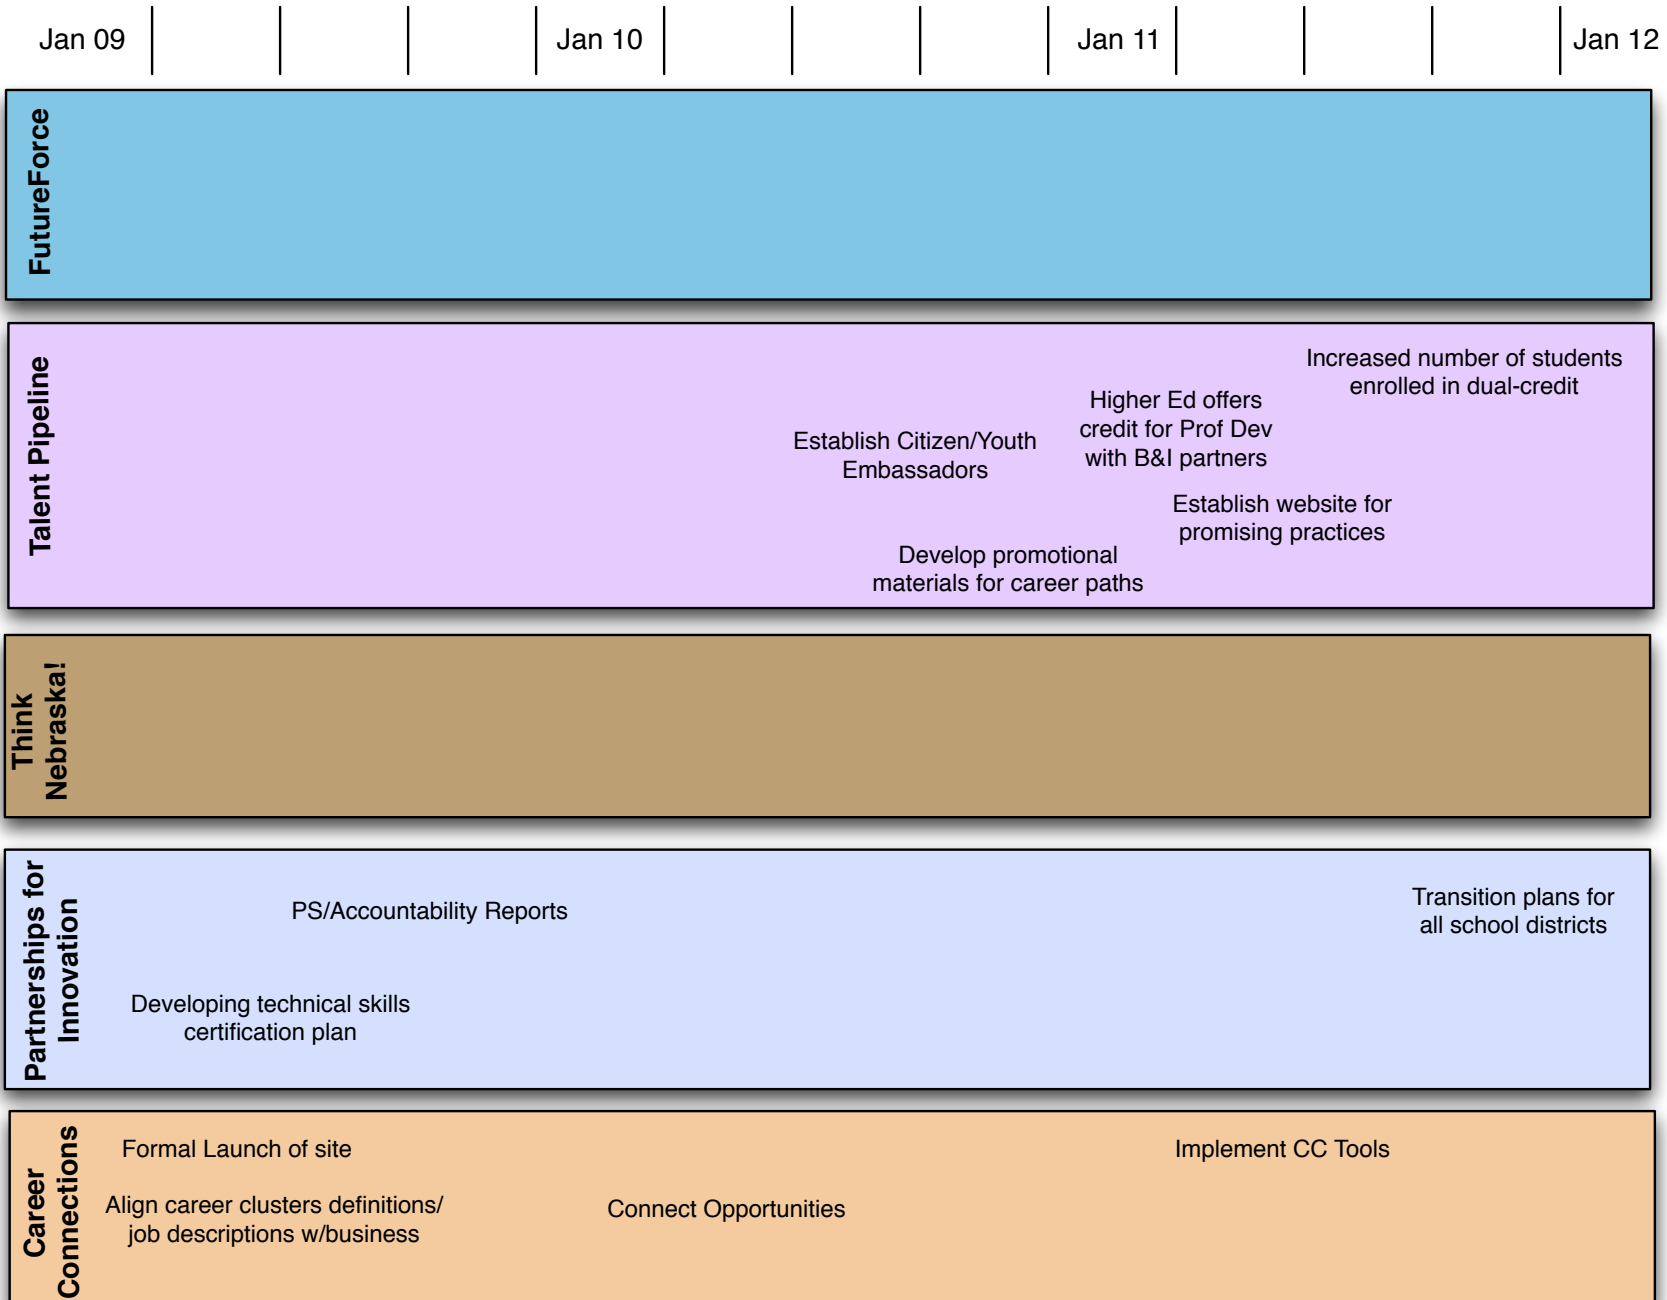 Jan 09
Jan 10
Jan 11
Jan 12
FutureForce
Talent Pipeline
Increased number of students
enrolled in dual-credit
Higher Ed offers
credit for Prof Dev
with B&I partners
Establish Citizen/Youth
Embassadors
Establish website for
promising practices
Develop promotional
materials for career paths
Think
Nebraska!
Partnerships for
Innovation
PS/Accountability Reports
Transition plans for
all school districts
Developing technical skills
certification plan
Career
Connections
Formal Launch of site
Implement CC Tools
Align career clusters definitions/
job descriptions w/business
Connect Opportunities